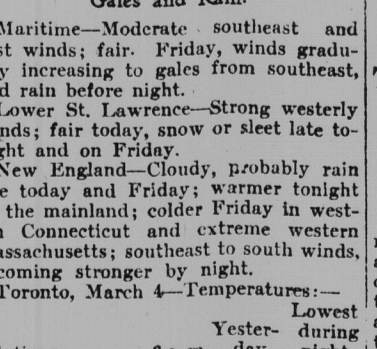 Gales and Rain.
Maritime—Moderate southeast and
st winds; fair. Friday, winds gradu-
y increasing to gales from southeast,
d rain before night.
Lower St. Lawrence—Strong westerly
nds; fair today, snow or sleet late to-
ght and on Friday.
New England—Cloudy, probably rain
e today and Friday; warmer tonight
the mainland; colder Friday in west-
n Connecticut and extreme western
assachusetts; southeast to south winds,
coming stronger by night.
Toronto, March 4—Temperatures:—
Lowest
Yester- during